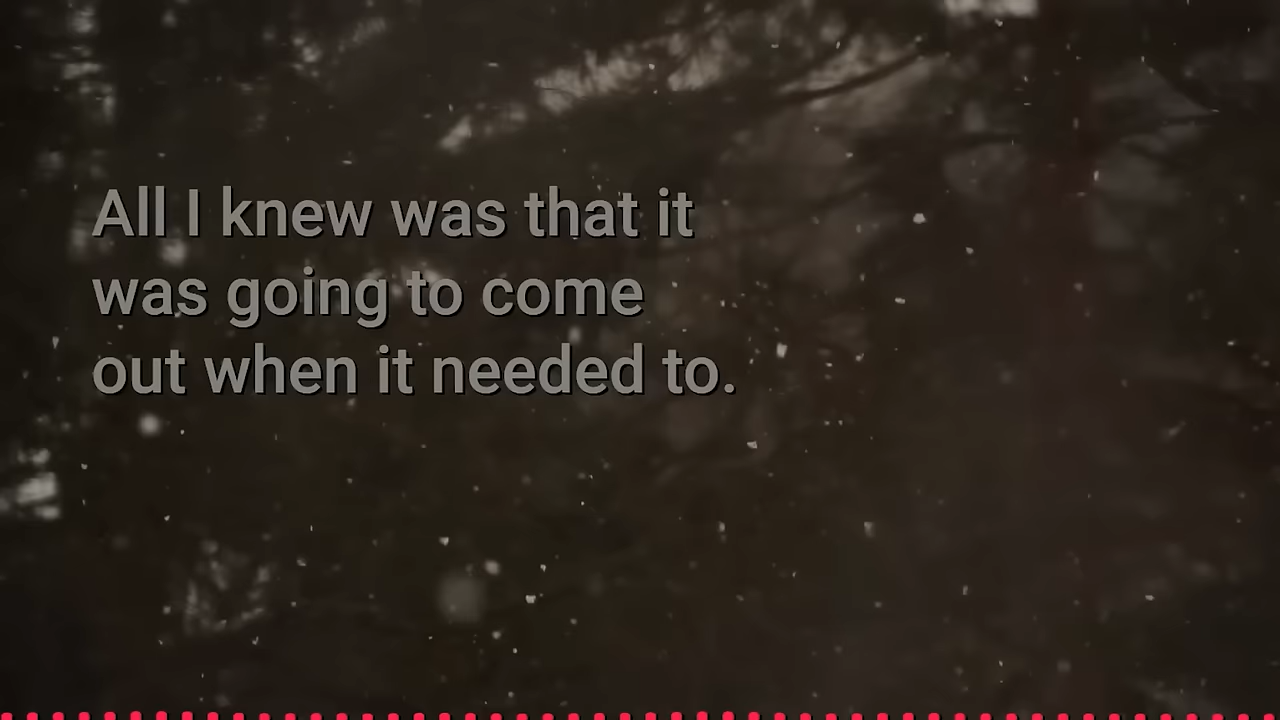 All I knew was that it
was going to come
out when it needed to.